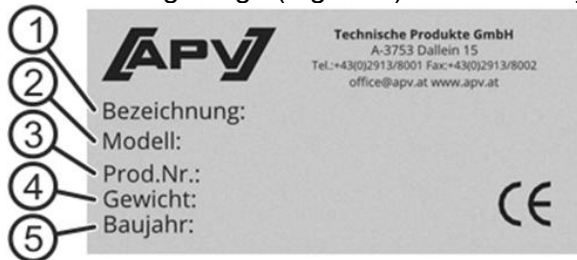 1
2
3
4
5
APV
Technische Produkte GmbH
A-3753 Dallein 15
Tel.:+43(0)2913/8001 Fax:+43(0)2913/8002
office@apv.at www.apv.at
Bezeichnung:
Modell:
Prod.Nr.:
Gewicht:
Baujahr:
CE